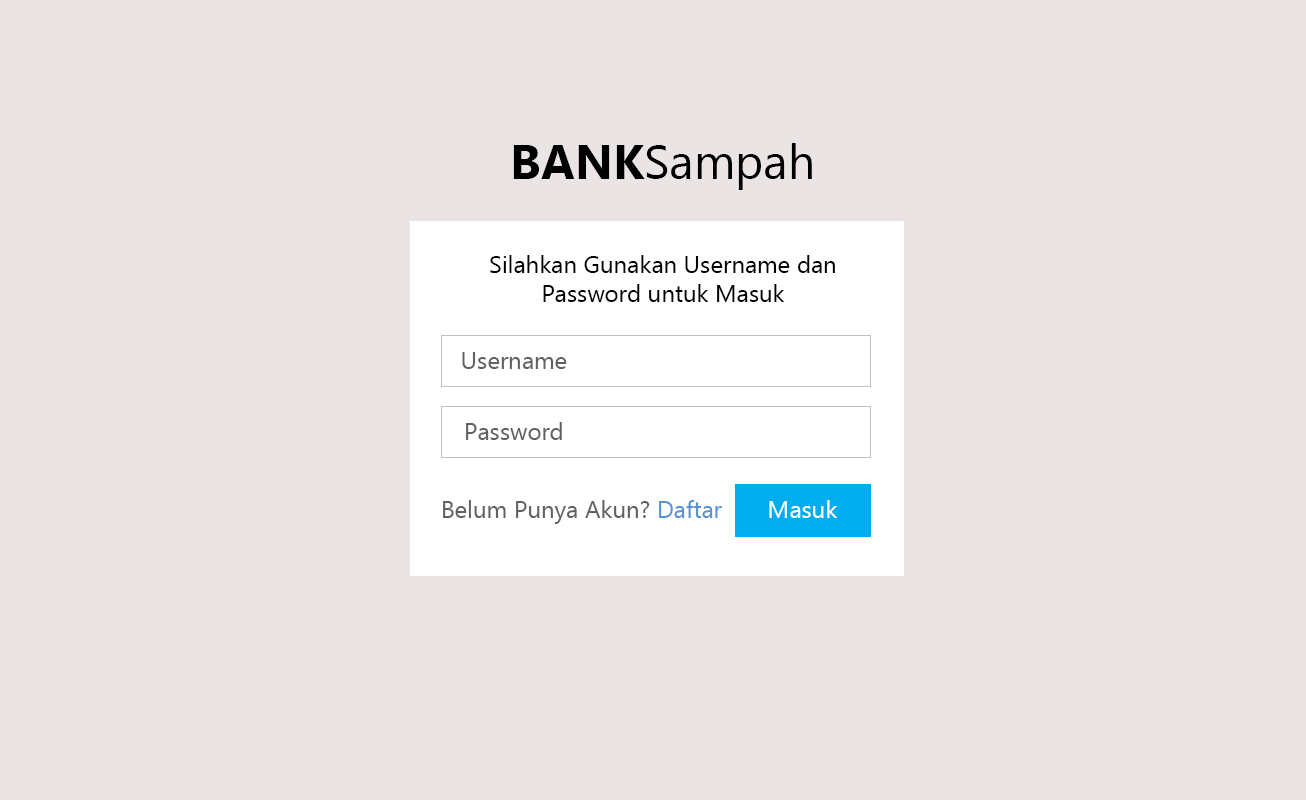 BANKSampah
Silahkan Gunakan Username dan
Password untuk Masuk
Username
Password
Belum Punya Akun? Daftar
Masuk